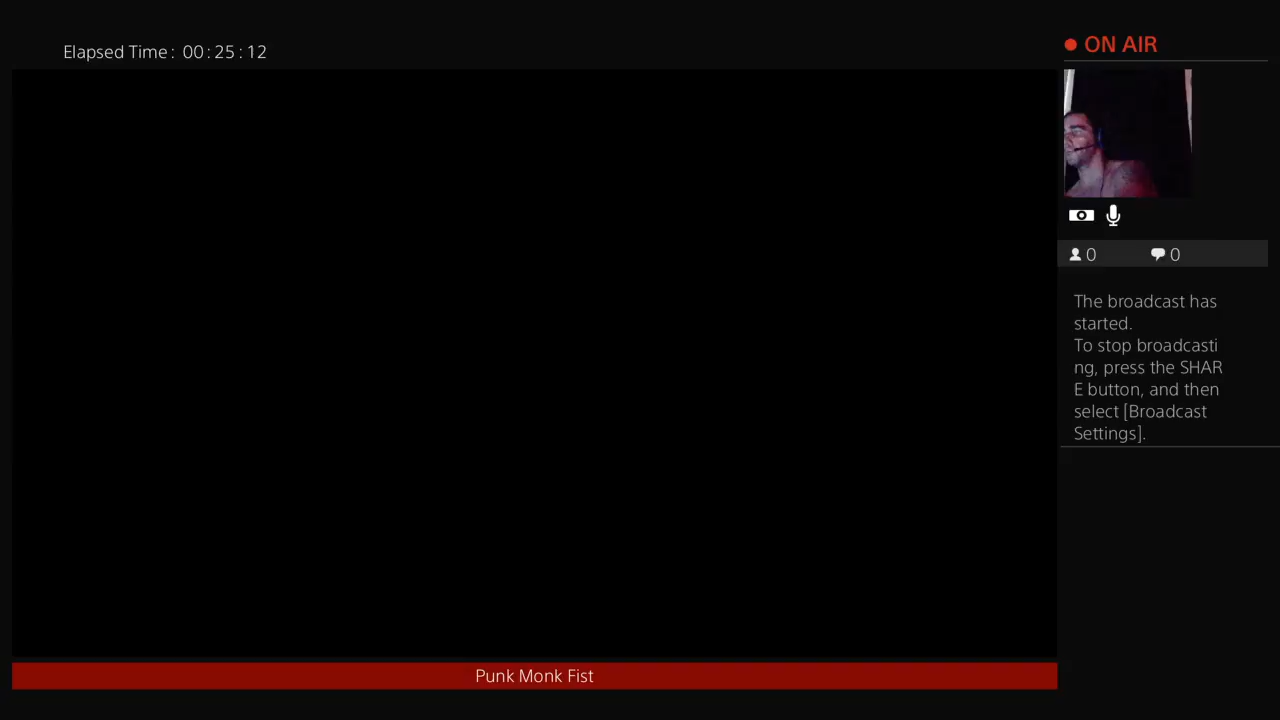 Elapsed Time: 00:25:12
ON AIR
0 0
The broadcast has
started.
To stop broadcasti
ng, press the SHAR
E button, and then
select [Broadcast
Settings].
Punk Monk Fist